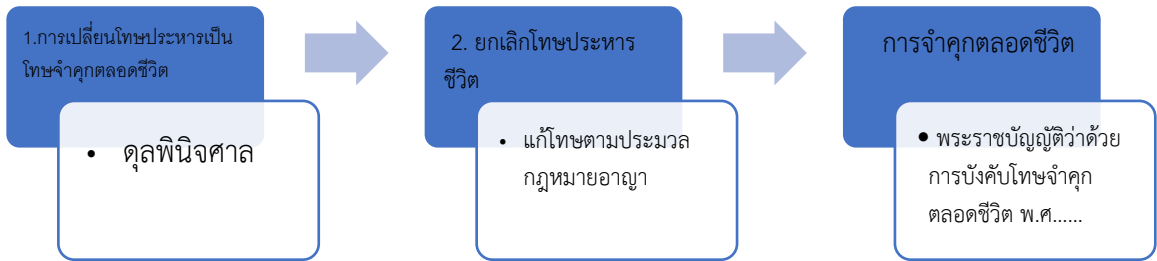 1.การเปลี่ยนโทษประหารเป็น
โทษจำคุกตลอดชีวิต
• ดุลพินิจศาล
2. ยกเลิกโทษประหาร
ชีวิต
• แก้โทษตามประมวล
กฎหมายอาญา
การจำคุกตลอดชีวิต
• พระราชบัญญัติว่าด้วย
การบังคับโทษจำคุก
ตลอดชีวิต พ.ศ......